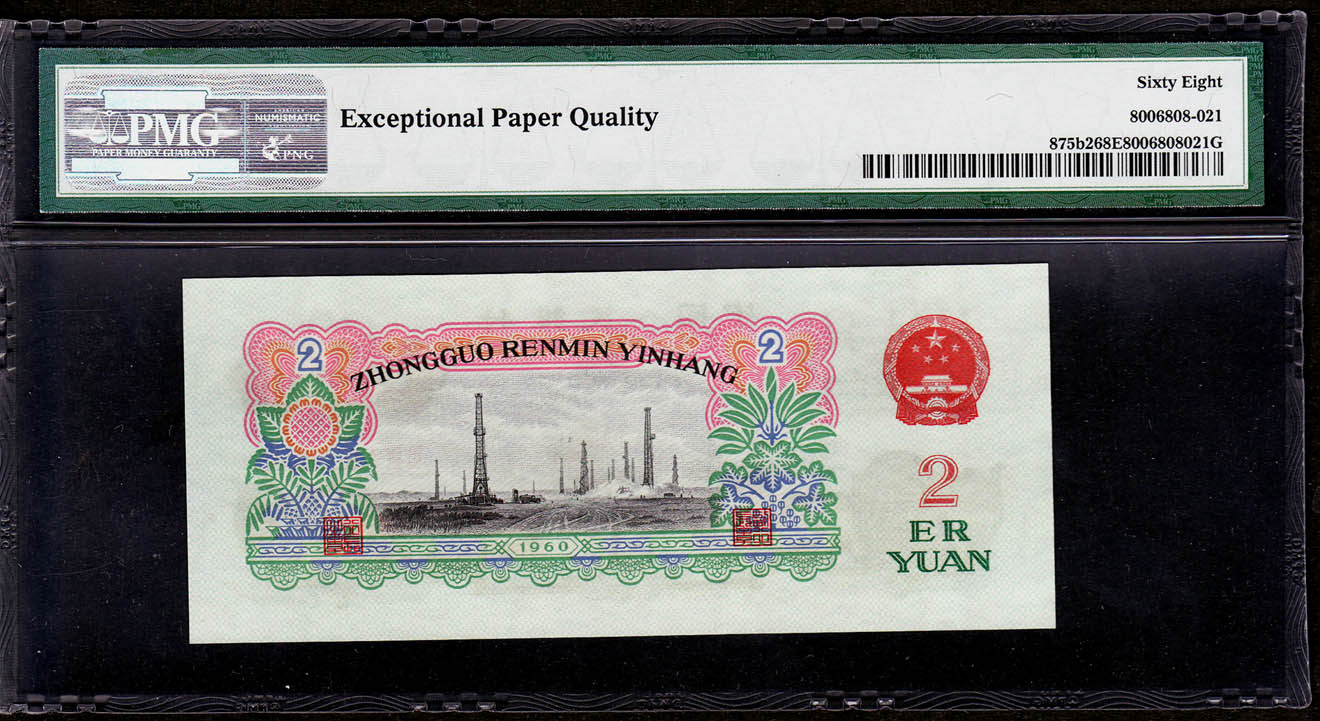 Sixty Eight
PMG
PAPER MONEY GUARANTY
NUMISMATIC
PNG
Exceptional Paper Quality
8006808-021
875b268E8006808021G
2
2
ZHONGGUO RENMIN YINHANG
1960
2
ER
YUAN